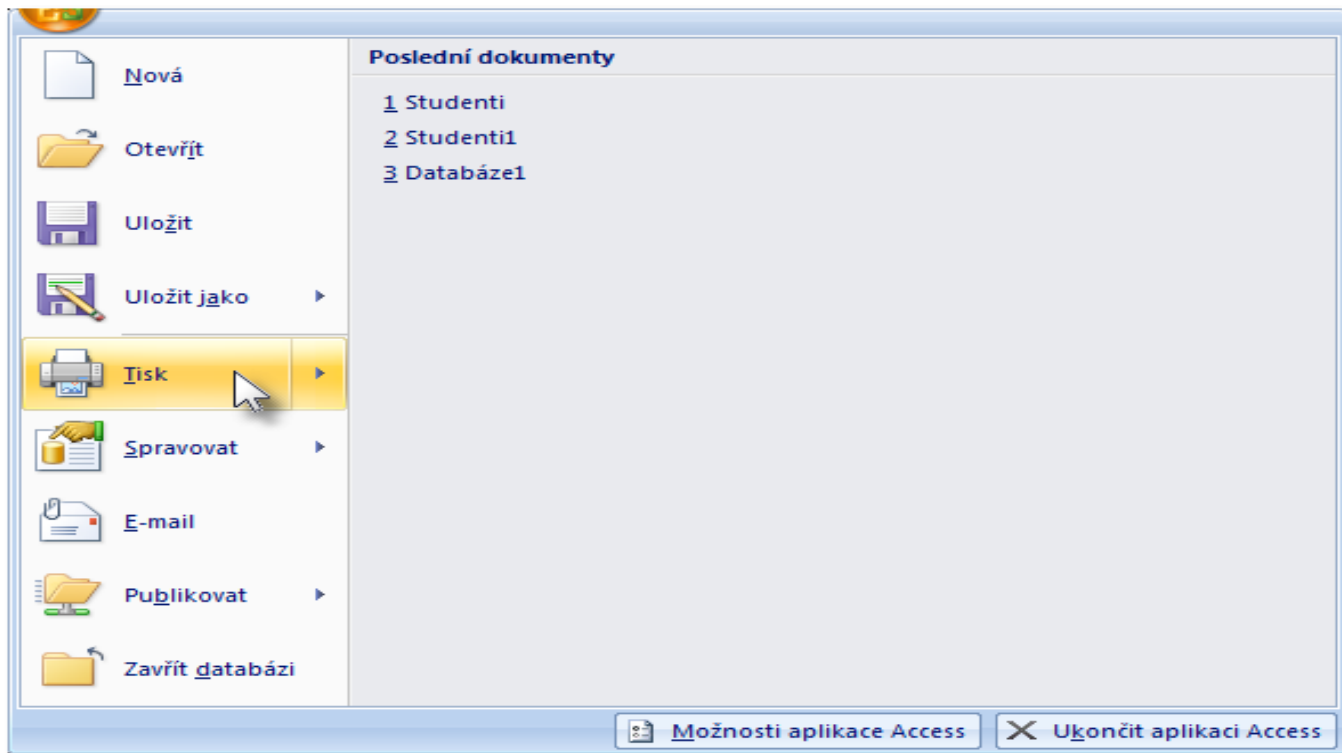 Nová
Otevřít
Uložit
Uložit jako
Tisk
Spravovat
E-mail
Publikovat
Zavřít databázi
Poslední dokumenty
1 Studenti
2 Studenti1
3 Databáze1
Možnosti aplikace Access
Ukončit aplikaci Access